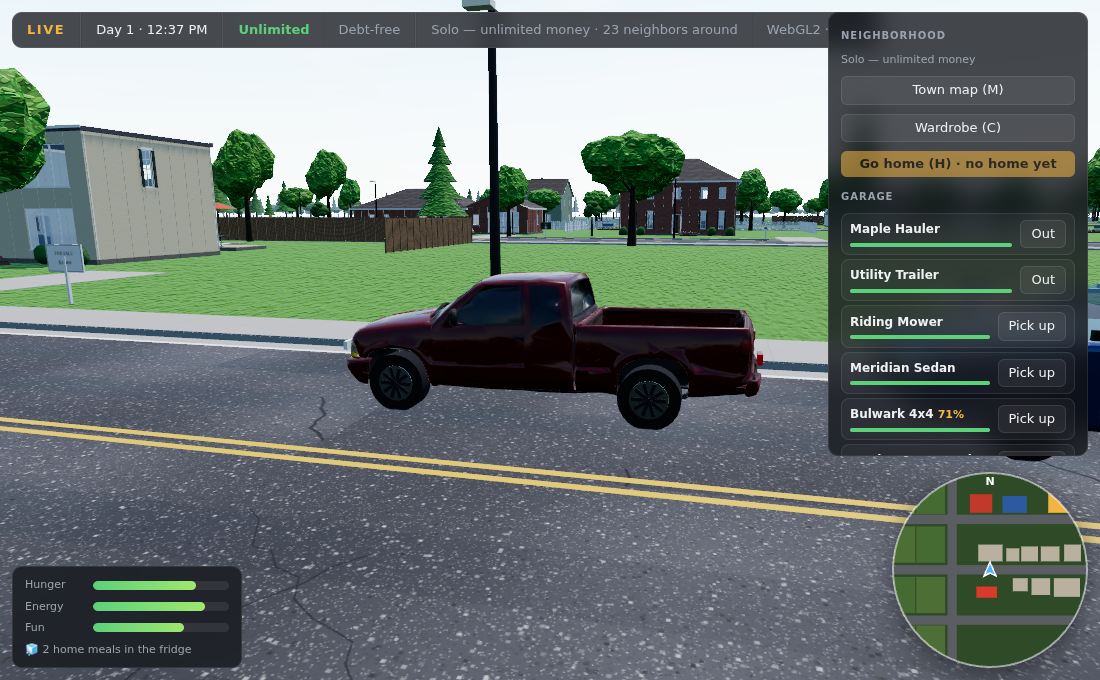 LIVE
Day 1 · 12:37 PM
Unlimited
Debt-free
Solo — unlimited money · 23 neighbors around
WebGL2 ·
NEIGHBORHOOD
Solo — unlimited money
Town map (M)
Wardrobe (C)
Go home (H) · no home yet
GARAGE
Maple Hauler
Out
Utility Trailer
Out
Riding Mower
Pick up
Meridian Sedan
Pick up
Bulwark 4x4 71%
Pick up
N
Hunger
Energy
Fun
2 home meals in the fridge